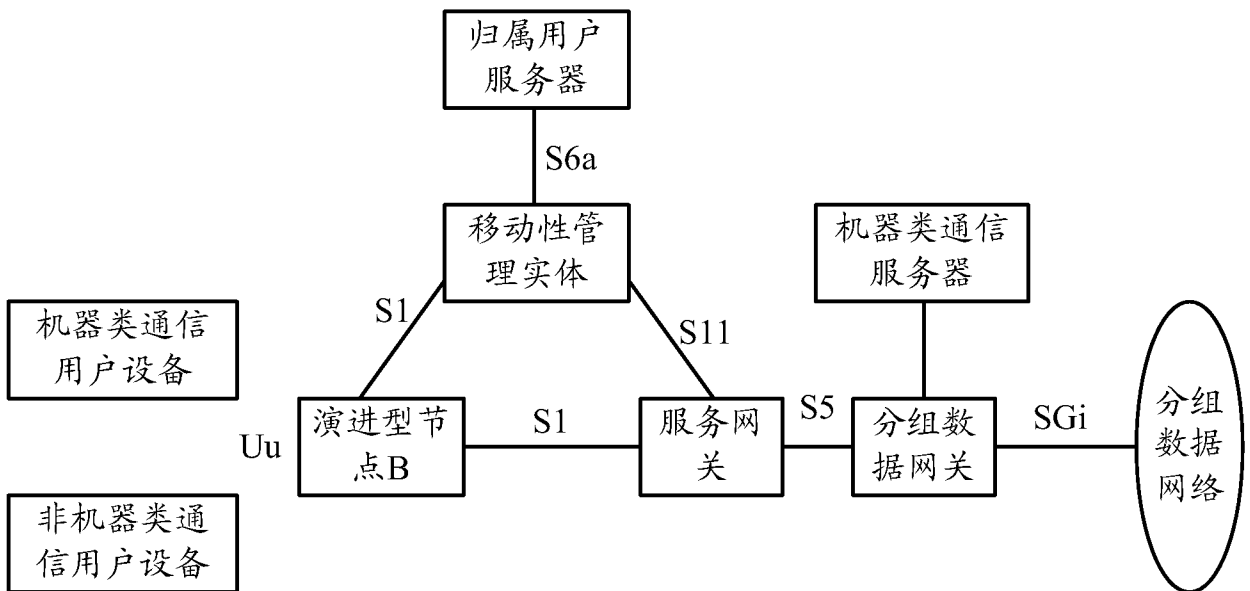 归属用户
服务器
S6a
移动性管
理实体
机器类通信
服务器
S1
S11
机器类通信
用户设备
Uu
演进型节
点B
S1
服务网
关
S5
分组数
据网关
SGi
分组
数据
网络
非机器类通
信用户设备